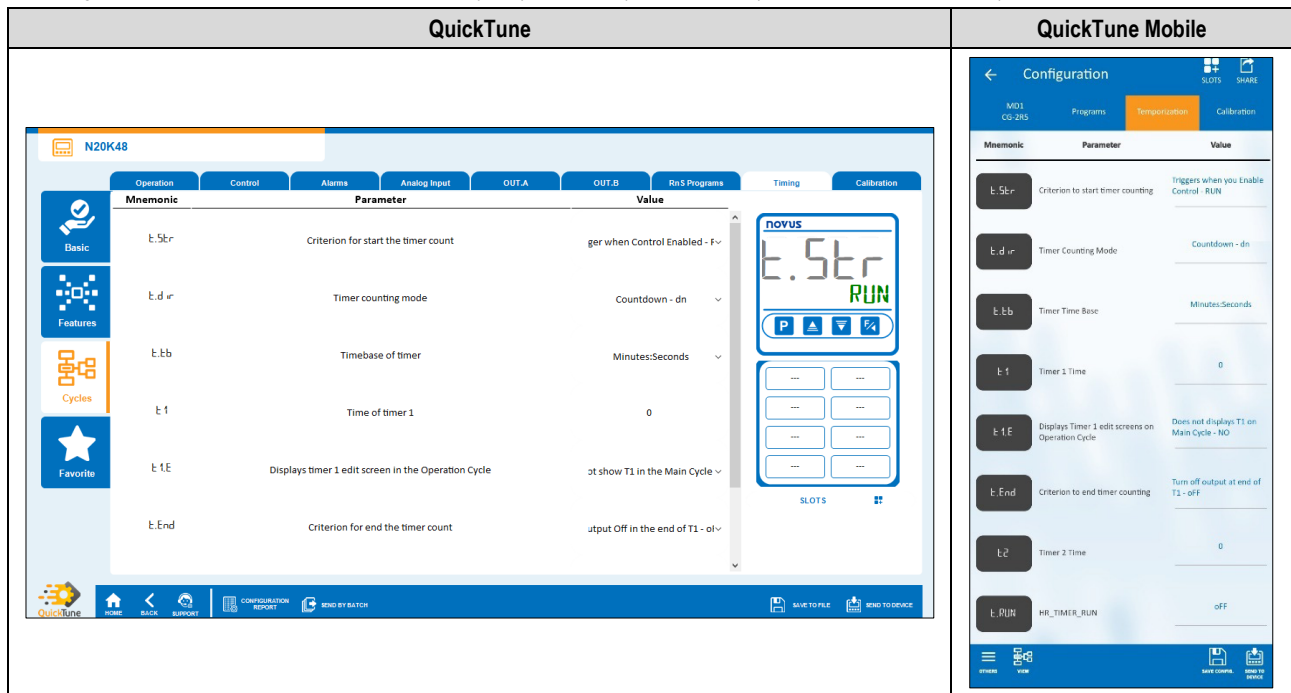 QuickTune
QuickTune Mobile
N20K48
Operation Control Alarms Analog Input OUT.A OUT.B RnS Programs Timing Calibration
Mnemonic Parameter Value
Basic
Features
Cycles
Favorite
t.Str Criterion for start the timer count ger when Control Enabled -
t.dir Timer counting mode Countdown - dn
t.tb Timebase of timer Minutes:Seconds
t1 Time of timer 1 0
t1.E Displays timer 1 edit screen in the Operation Cycle ot show T1 in the Main Cycle
t.End Criterion for end the timer count utput Off in the end of T1 -
novus
t.Str
RUN
P F/
--- ---
--- ---
--- ---
--- ---
SLOTS
QuickTune
HOME BACK SUPPORT CONFIGURATION REPORT SEND BY BATCH SAVE TO FILE SEND TO DEVICE
Configuration
SLOTS SHARE
MD1
CG-2RS
Programs Temporization Calibration
Mnemonic Parameter Value
t.Str Criterion to start timer counting
Triggers when you Enable
Control - RUN
t.dir Timer Counting Mode Countdown - dn
t.tb Timer Time Base Minutes:Seconds
t1 Timer 1 Time 0
t1.E
Displays Timer 1 edit screens on
Operation Cycle
Does not displays T1 on
Main Cycle - NO
t.End Criterion to end timer counting
Turn off output at end of
T1 - oFF
t2 Timer 2 Time 0
t.RUN HR_TIMER_RUN oFF
OTHERS VIEW SAVE CONFIG. SEND TO
DEVICE